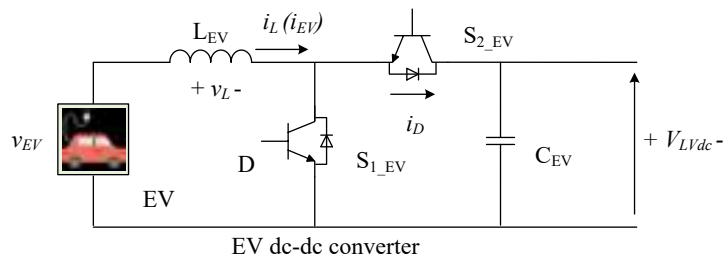 L_EV
i_L (i_EV)
S_2_EV
+ v_L -
i_D
v_EV
D
S_1_EV
C_EV
+ V_LVdc -
EV
EV dc-dc converter